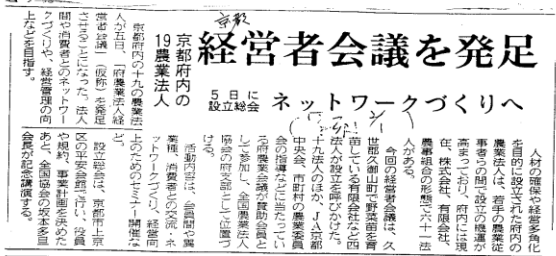 京都
経営者会議を発足
京都府内の
19農業法人
5日に
設立総会
ネットワークづくりへ
京都府内の十九の農業法
人が五日、「府農業法人経
営者会議」(仮称)を発足
させることになった。法人
間や消費者とのネットワー
クづくりや、経営管理の向
上などを目指す。
人材の確保や経営多角化
を目的に設立された府内の
農業法人は、若手の農業従
事者らの間で設立の機運が
高まっており、府内には現
在、株式会社、有限会社、
農事組合の形態で六十一法
人がある。
今回の経営者会議は、久
世郡久御山町で野菜苗を育
苗している有限会社など四
法人が設立を呼びかけた。
十九法人のほか、JA京都
中央会、市町村の農業委員
会の指導などに当たってい
る府農業会議が賛助会員と
して参加し、全国農業法人
協会の府支部として位置づ
ける。
活動内容は、会員間や異
業種、消費者との交流・ネ
ットワークづくり、経営向
上のためのセミナー開催な
ど。
設立総会は、京都市上京
区の平安会館で行い、役員
や規約、事業計画を決めた
あと、全国協会の坂本多旦
会長が記念講演する。